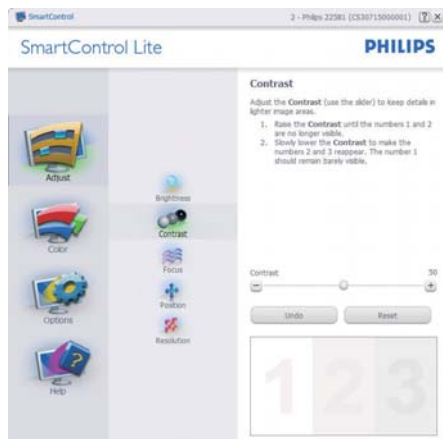 SmartControl
2 - Philips 225B1 (CS30715000001)
SmartControl Lite
PHILIPS
Adjust
Color
Options
Help
Brightness
Contrast
Focus
Position
Resolution
Contrast
Adjust the Contrast (use the slider) to keep details in
lighter image areas.
1. Raise the Contrast until the numbers 1 and 2
are no longer visible.
2. Slowly lower the Contrast to make the
numbers 2 and 3 reappear. The number 1
should remain barely visible.
Contrast
50
Undo
Reset
1 2 3